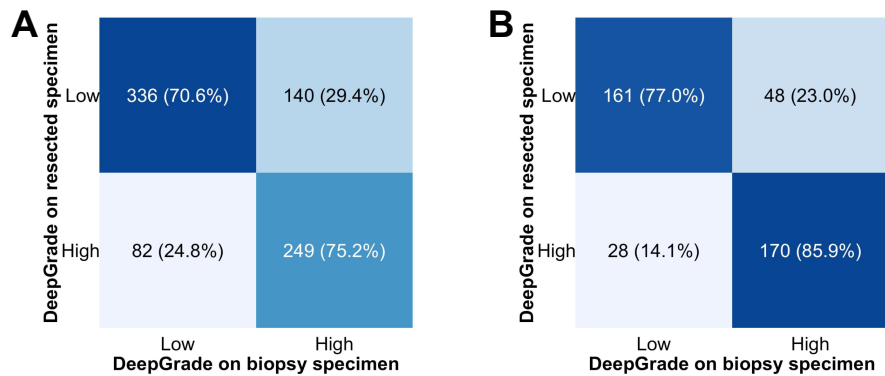 A
DeepGrade on resected specimen
Low
High
336 (70.6%)
140 (29.4%)
82 (24.8%)
249 (75.2%)
Low
High
DeepGrade on biopsy specimen
B
DeepGrade on resected specimen
Low
High
161 (77.0%)
48 (23.0%)
28 (14.1%)
170 (85.9%)
Low
High
DeepGrade on biopsy specimen